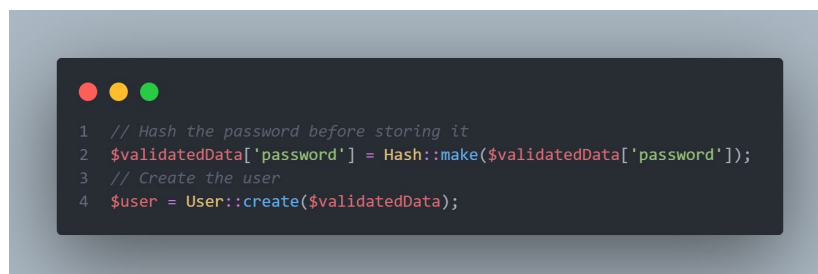 1 // Hash the password before storing it
2 $validatedData['password'] = Hash::make($validatedData['password']);
3 // Create the user
4 $user = User::create($validatedData);